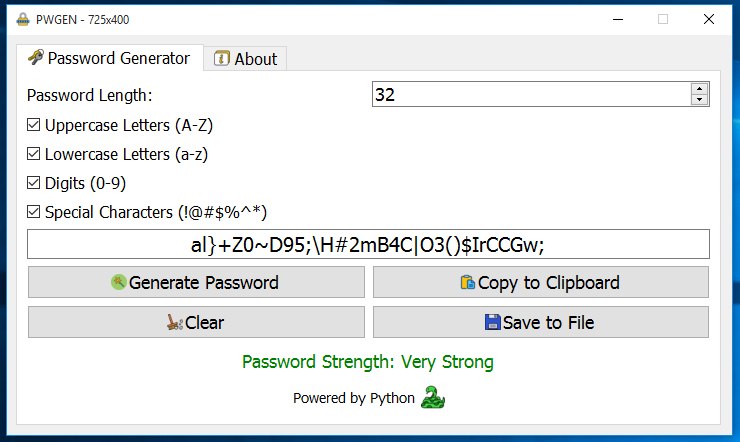 PWGEN - 725x400
Password Generator
About
Password Length:
32
Uppercase Letters (A-Z)
Lowercase Letters (a-z)
Digits (0-9)
Special Characters (!@#$%^*)
al}+Z0~D95;\H#2mB4C|O3()$IrCCGw;
Generate Password
Copy to Clipboard
Clear
Save to File
Password Strength: Very Strong
Powered by Python